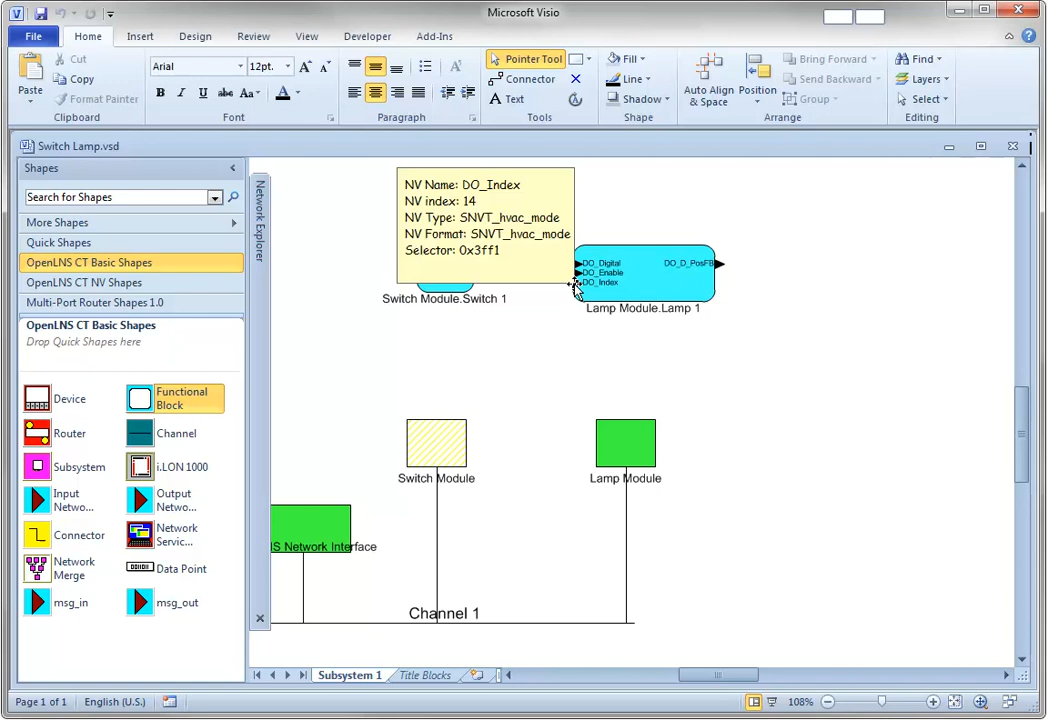 Microsoft Visio
File
Home
Insert
Design
Review
View
Developer
Add-Ins
Paste
Cut
Copy
Format Painter
Clipboard
Arial
12pt.
B I U abc Aa A
Font
Paragraph
Pointer Tool
Connector
A Text
Tools
Fill
Line
Shadow
Shape
Auto Align & Space
Position
Bring Forward
Send Backward
Group
Arrange
Find
Layers
Select
Editing
Switch Lamp.vsd
Shapes
Search for Shapes
More Shapes
Quick Shapes
OpenLNS CT Basic Shapes
OpenLNS CT NV Shapes
Multi-Port Router Shapes 1.0
OpenLNS CT Basic Shapes
Drop Quick Shapes here
Device
Functional Block
Router
Channel
Subsystem
i.LON 1000
Input Netwo...
Output Netwo...
Connector
Network Servic...
Network Merge
Data Point
msg_in
msg_out
Network Explorer
NV Name: DO_Index
NV index: 14
NV Type: SNVT_hvac_mode
NV Format: SNVT_hvac_mode
Selector: 0x3ff1
Switch Module.Switch 1
DO_Digital
DO_Enable
DO_Index
DO_D_PosFB
Lamp Module.Lamp 1
Switch Module
Lamp Module
IS Network Interface
Channel 1
Subsystem 1
Title Blocks
Page 1 of 1
English (U.S.)
108%